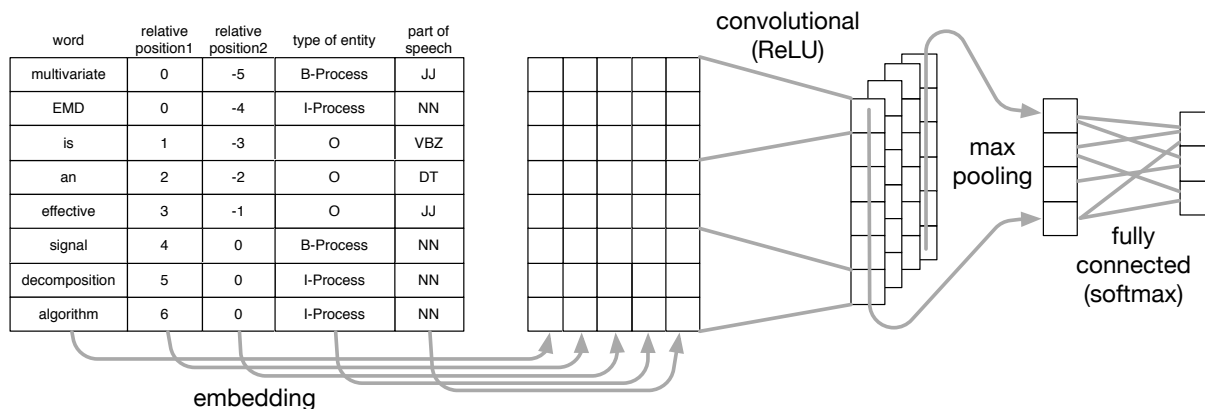 word relative position1 relative position2 type of entity part of speech
multivariate 0 -5 B-Process JJ
EMD 0 -4 I-Process NN
is 1 -3 O VBZ
an 2 -2 O DT
effective 3 -1 O JJ
signal 4 0 B-Process NN
decomposition 5 0 I-Process NN
algorithm 6 0 I-Process NN
embedding
convolutional
(ReLU)
max
pooling
fully
connected
(softmax)